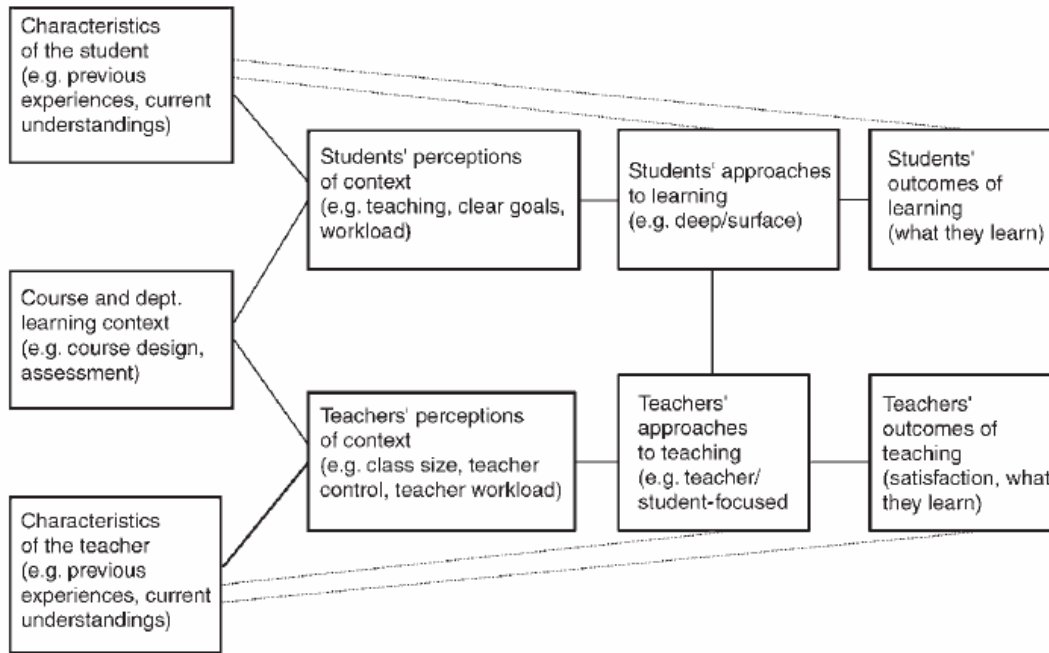 Characteristics
of the student
(e.g. previous
experiences, current
understandings)
Students' perceptions
of context
(e.g. teaching, clear goals,
workload)
Students' approaches
to learning
(e.g. deep/surface)
Students'
outcomes of
learning
(what they learn)
Course and dept.
learning context
(e.g. course design,
assessment)
Teachers' perceptions
of context
(e.g. class size, teacher
control, teacher workload)
Teachers'
approaches
to teaching
(e.g. teacher/
student-focused
Teachers'
outcomes of
teaching
(satisfaction, what
they learn)
Characteristics
of the teacher
(e.g. previous
experiences, current
understandings)